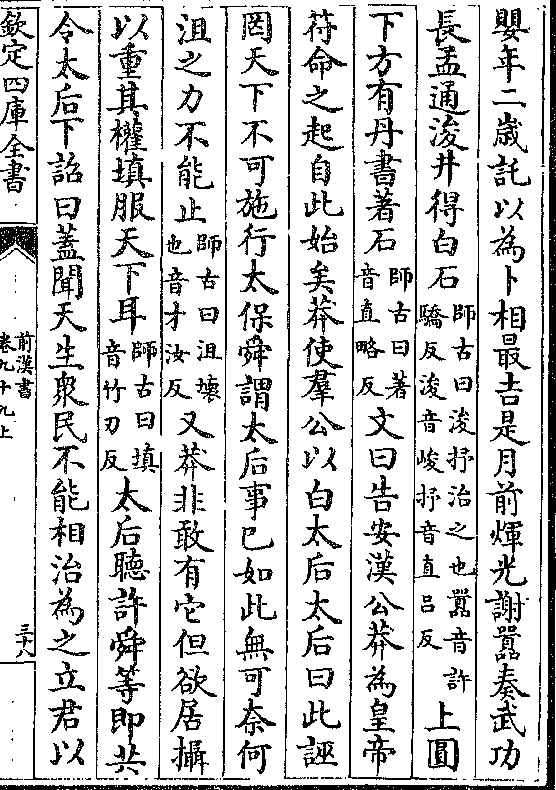 嬰年二歳託以為卜相最吉是月前煇光謝嚻奏武功
長孟通浚井得白石師古曰浚抒治之也嚻音許驕反浚音峻抒音直吕反上圓
下方有丹書著石師古曰著音直略反文曰告安漢公莽為皇帝
符命之起自此始矣莽使羣公以白太后太后曰此誣
罔天下不可施行太保舜謂太后事已如此無可奈何
沮之力不能止師古曰沮壞也音才汝反又莽非敢有它但欲居攝
以重其權填服天下耳師古曰填音竹刃反太后聽許舜等即共
令太后下詔曰蓋聞天生衆民不能相治為之立君以
欽定四庫全書
前漢書
卷九十九上
三十八